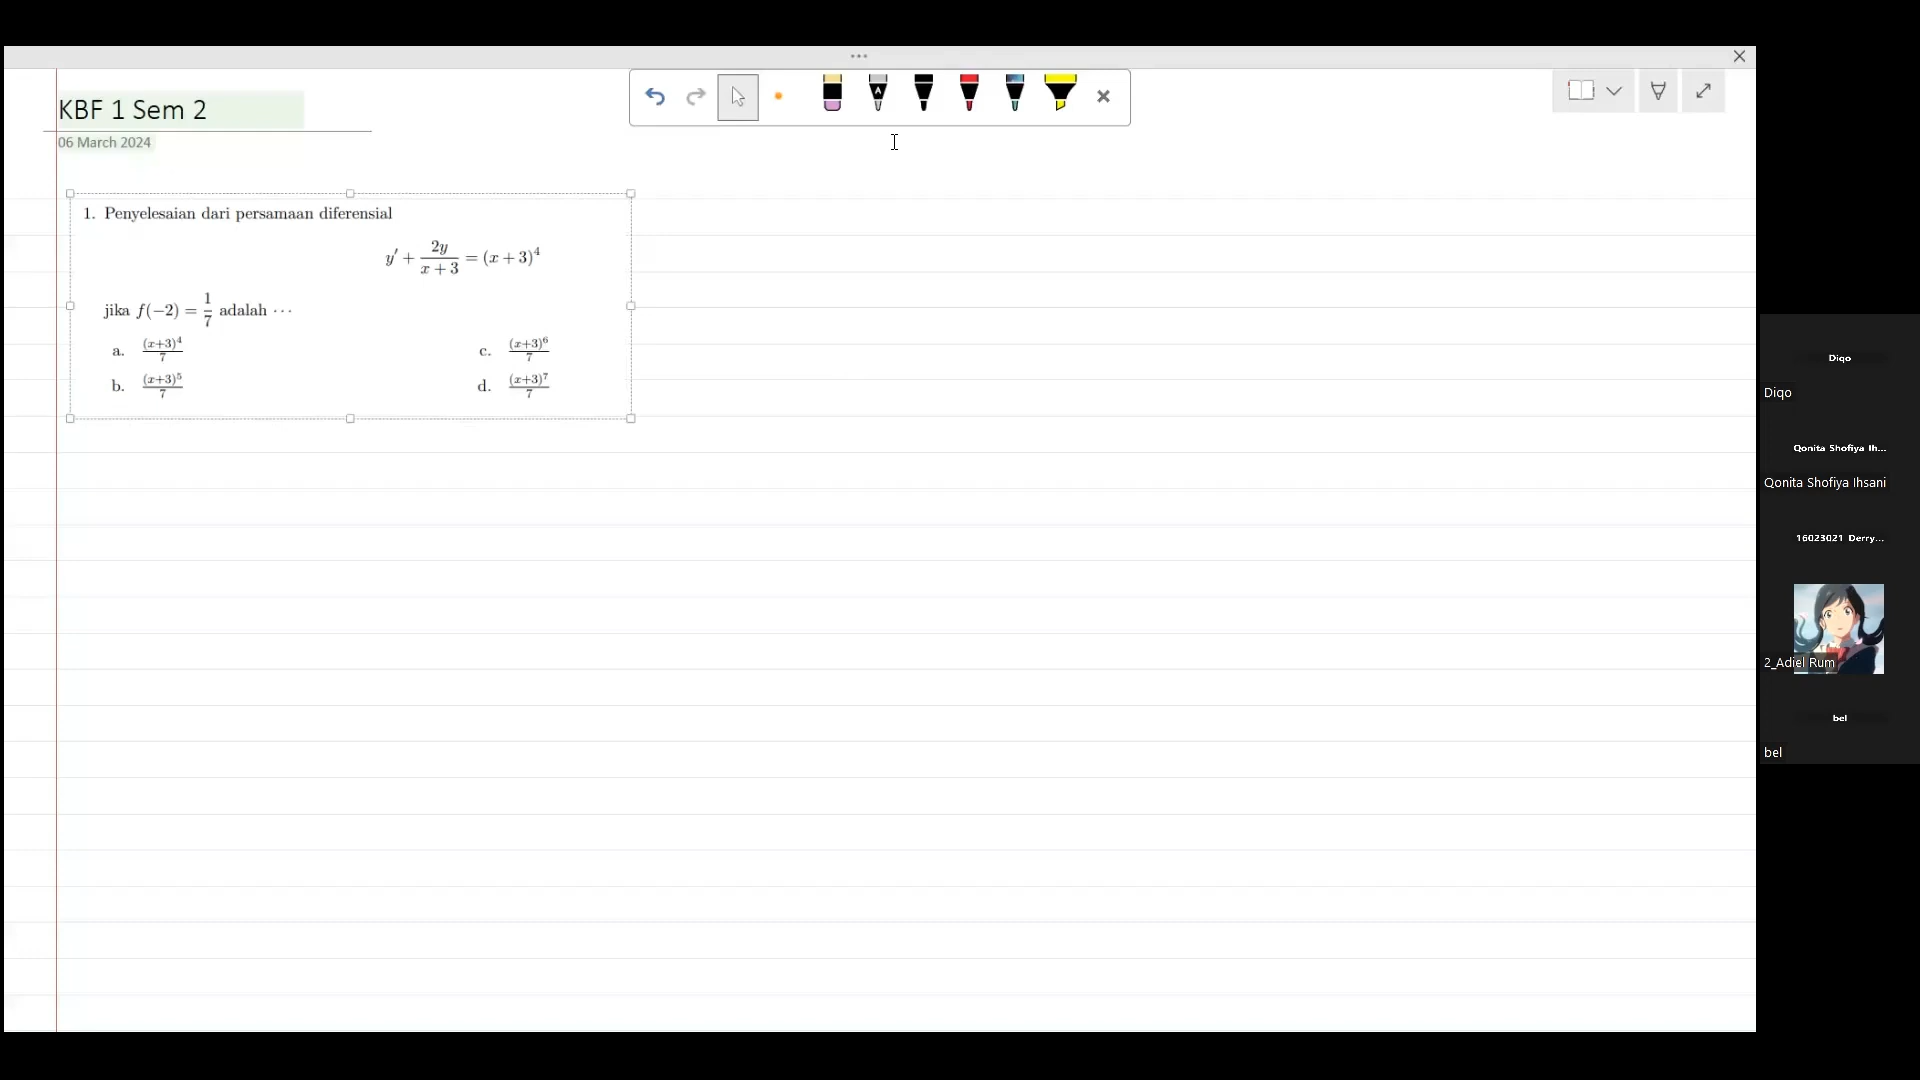 KBF 1 Sem 2
06 March 2024
1. Penyelesaian dari persamaan diferensial
y′ + 2y/(x + 3) = (x + 3)⁴
jika f(−2) = 1/7 adalah ···
a. (x+3)⁴/7
b. (x+3)⁵/7
c. (x+3)⁶/7
d. (x+3)⁷/7
Diqo
Diqo
Qonita Shofiya Ih...
Qonita Shofiya Ihsani
16023021 Derry...
2_Adiel Rum
bel
bel